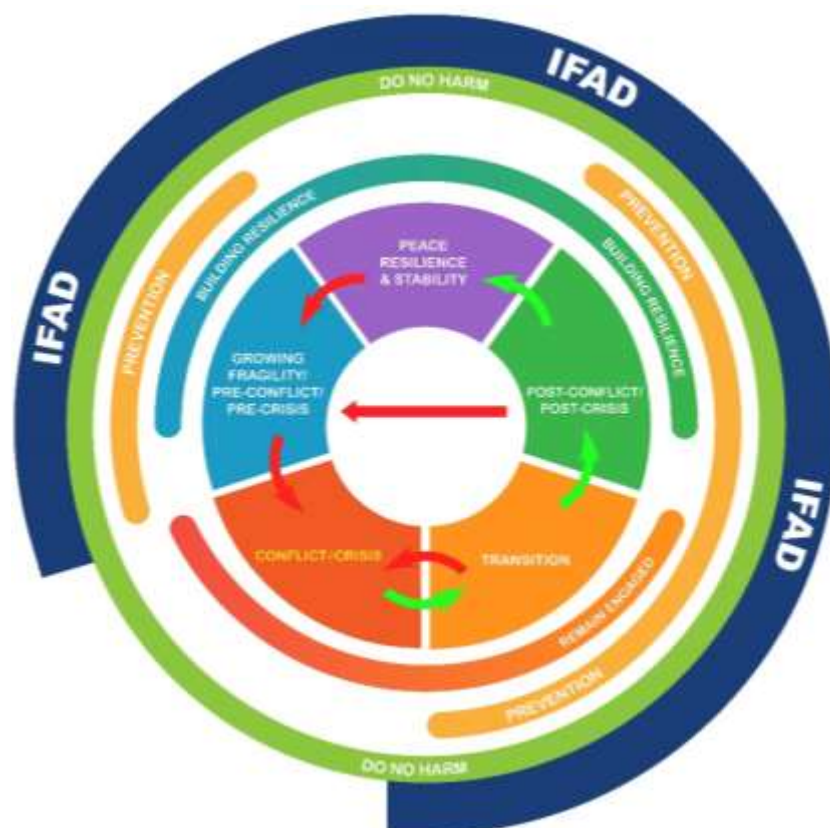 IFAD
DO NO HARM
IFAD
PREVENTION
PREVENTION
BUILDING RESILIENCE
BUILDING RESILIENCE
PEACE
RESILIENCE
& STABILITY
GROWING
FRAGILITY/
PRE-CONFLICT/
PRE-CRISIS
POST-CONFLICT/
POST-CRISIS
CONFLICT/CRISIS
TRANSITION
REMAIN ENGAGED
PREVENTION
DO NO HARM
IFAD